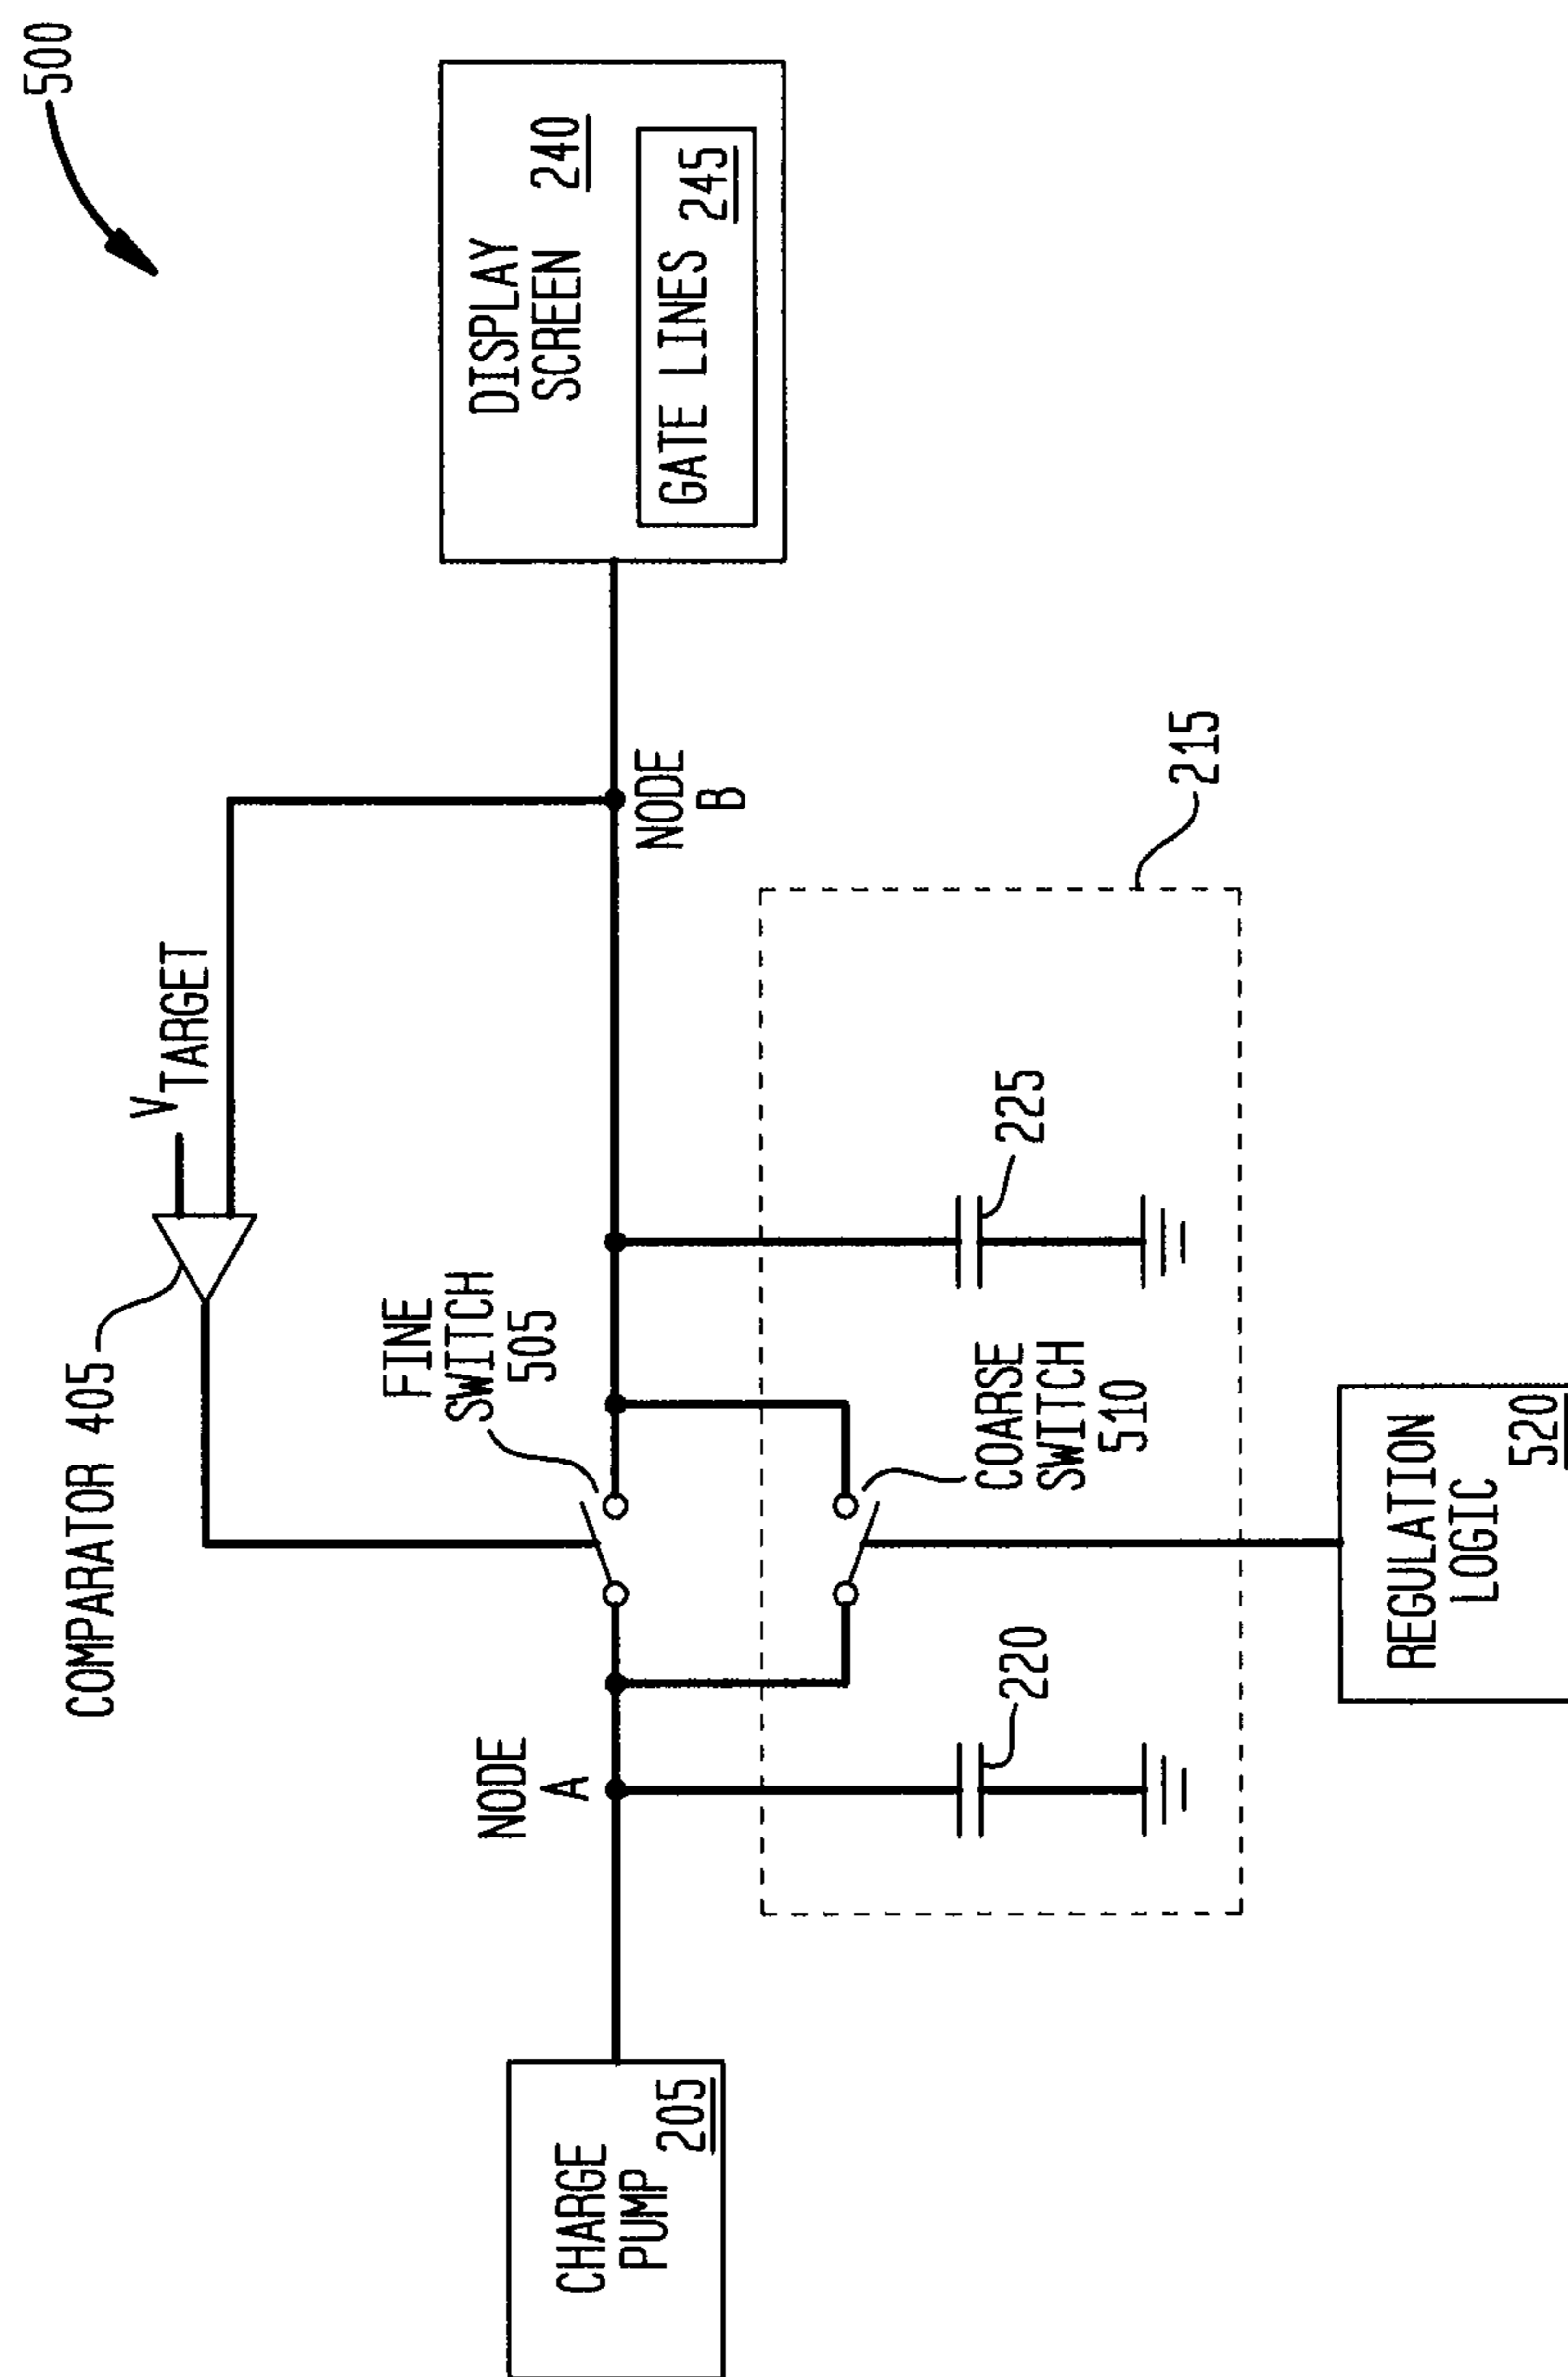 500
COMPARATOR 405
V TARGET
FINE
SWITCH
505
NODE
A
NODE
B
CHARGE
PUMP
205
DISPLAY
SCREEN 240
GATE LINES 245
220
COARSE
SWITCH
510
225
215
REGULATION
LOGIC
520